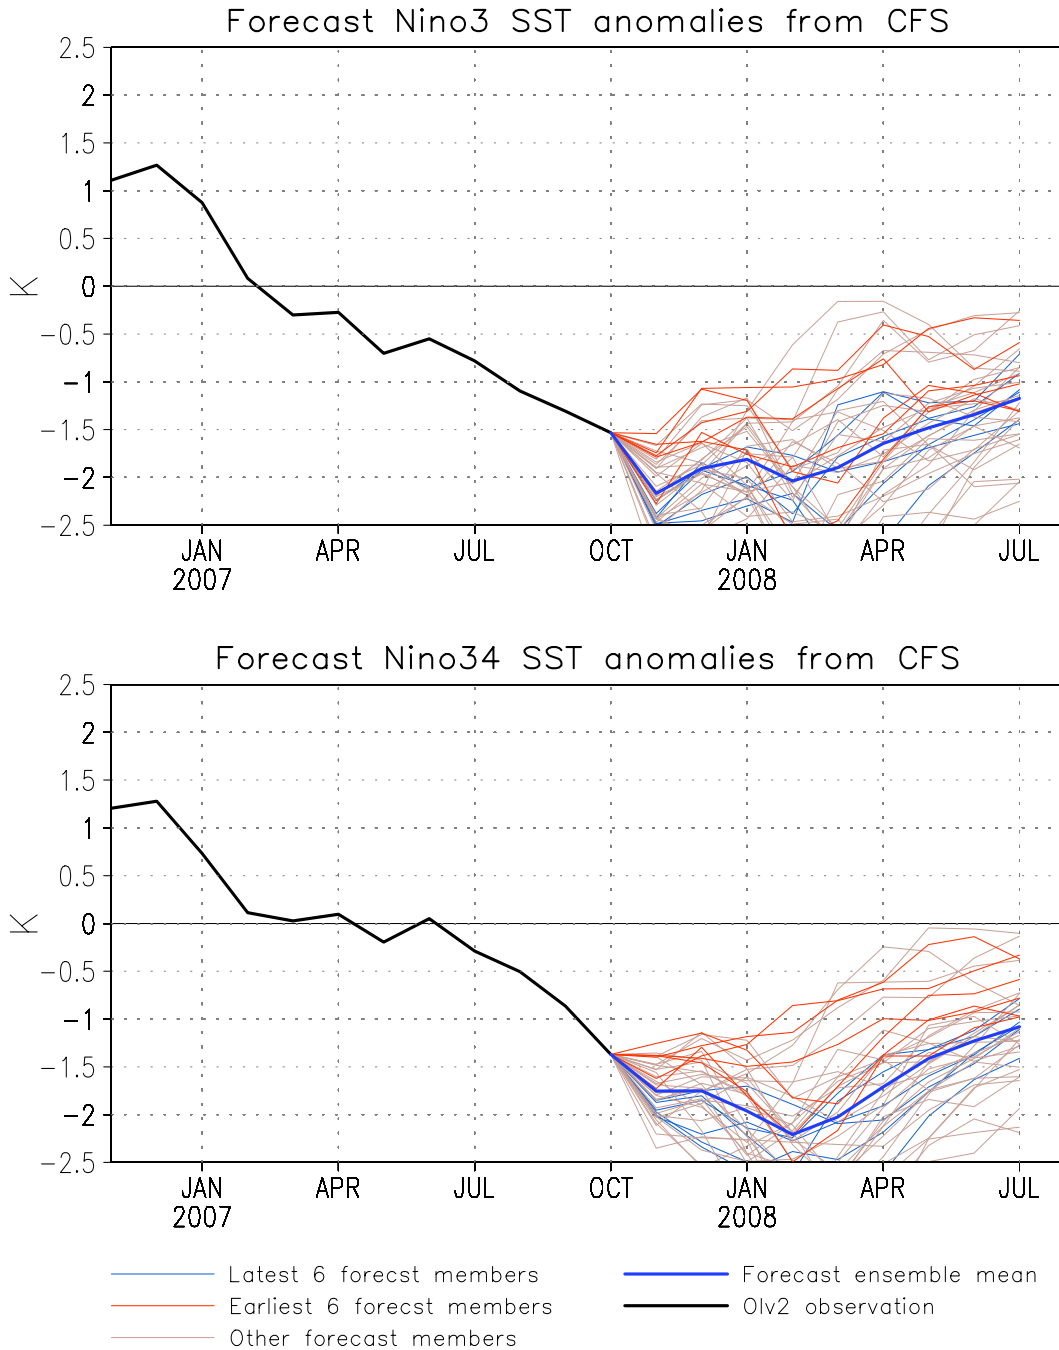 Forecast Nino3 SST anomalies from CFS
2.5
2
1.5
1
0.5
0
−0.5
−1
−1.5
−2
−2.5
K
JAN APR JUL OCT JAN APR JUL
2007 2008
Forecast Nino34 SST anomalies from CFS
2.5
2
1.5
1
0.5
0
−0.5
−1
−1.5
−2
−2.5
K
JAN APR JUL OCT JAN APR JUL
2007 2008
Latest 6 forecst members
Earliest 6 forecst members
Other forecast members
Forecast ensemble mean
OIv2 observation